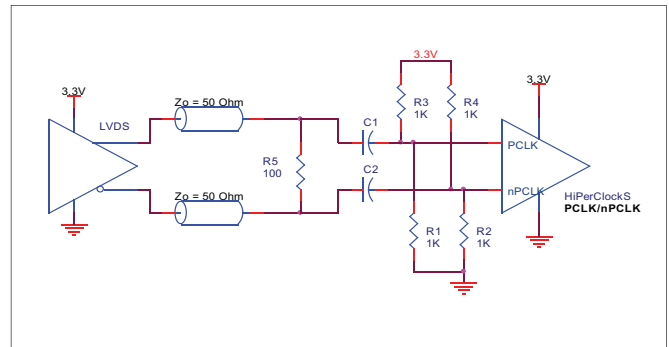 3.3V
3.3V
3.3V
Zo = 50 Ohm
LVDS
R3
1K
R4
1K
C1
PCLK
R5
100
C2
Zo = 50 Ohm
nPCLK
HiPerClockS
PCLK/nPCLK
R1
1K
R2
1K